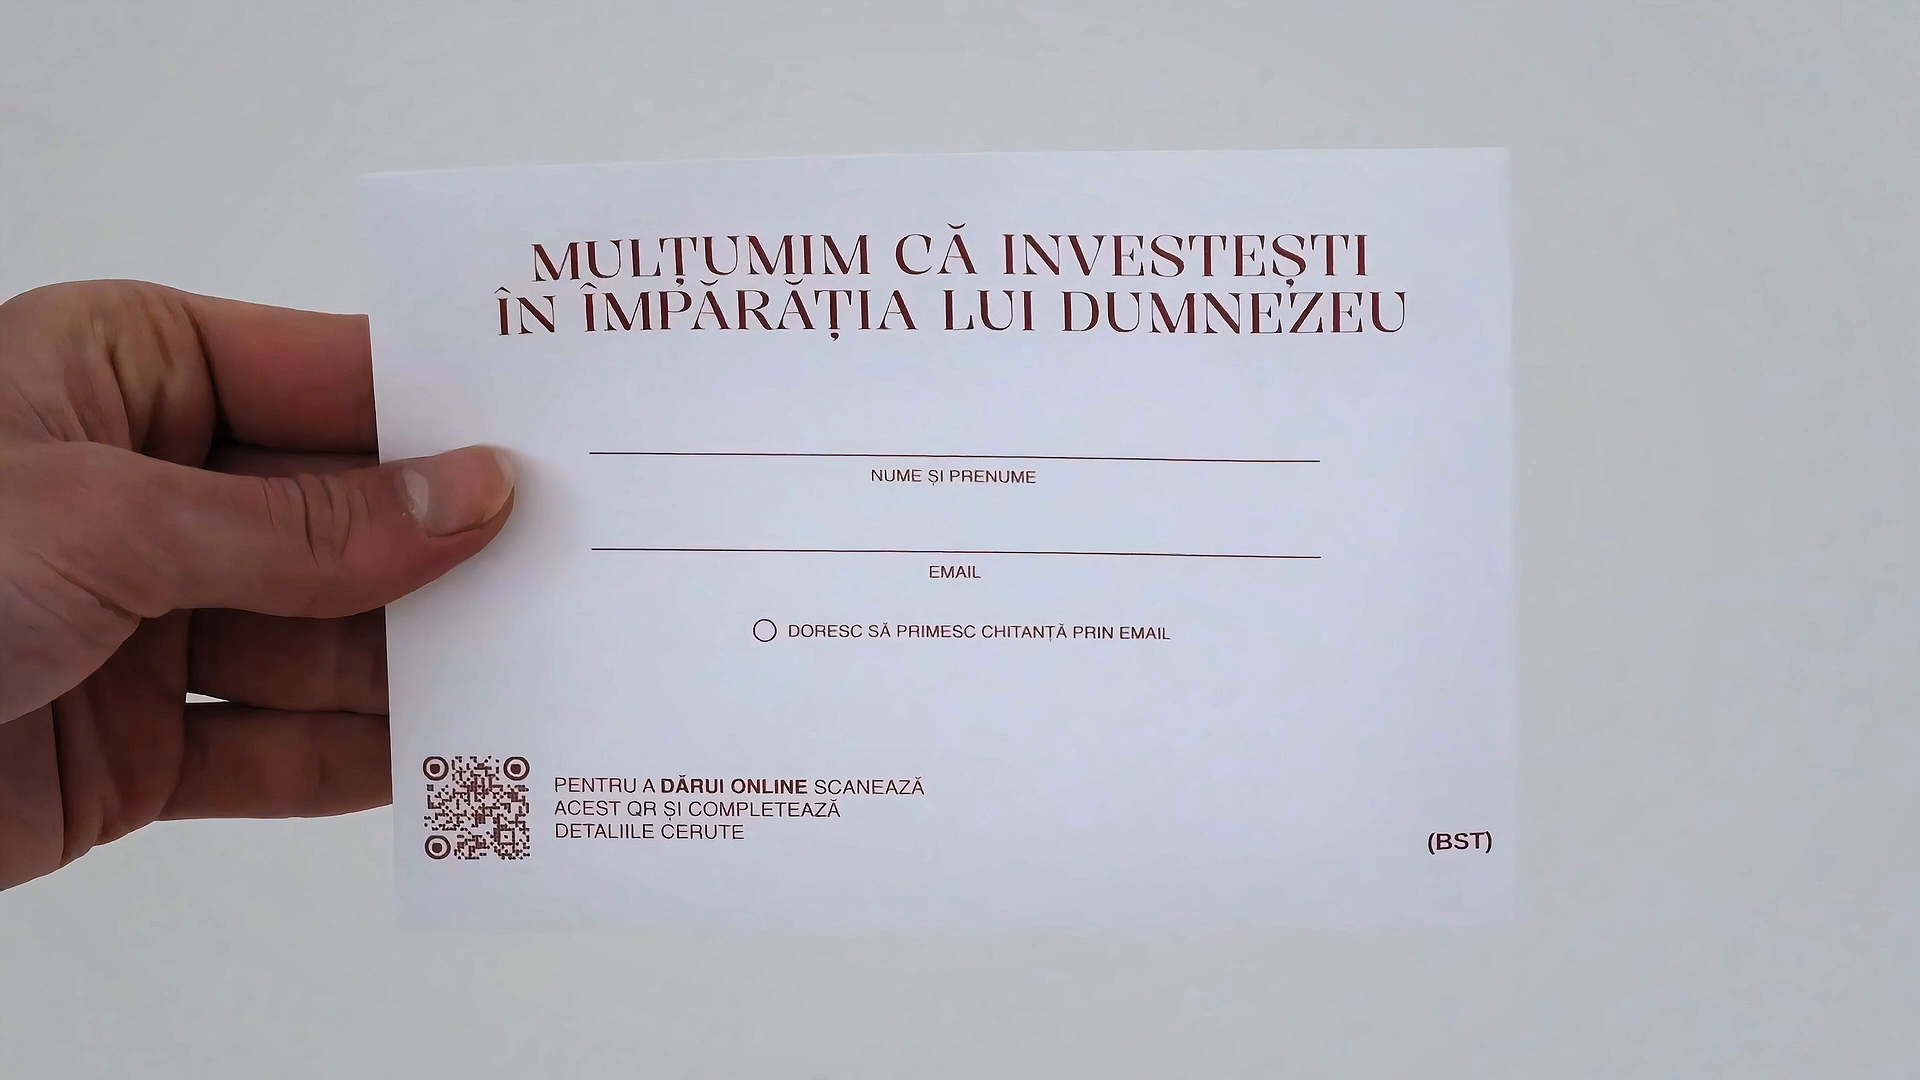 MULȚUMIM CĂ INVESTEȘTI
ÎN ÎMPĂRĂȚIA LUI DUMNEZEU
NUME ȘI PRENUME
EMAIL
DORESC SĂ PRIMESC CHITANȚĂ PRIN EMAIL
PENTRU A DĂRUI ONLINE SCANEAZĂ
ACEST QR ȘI COMPLETEAZĂ
DETALIILE CERUTE
(BST)